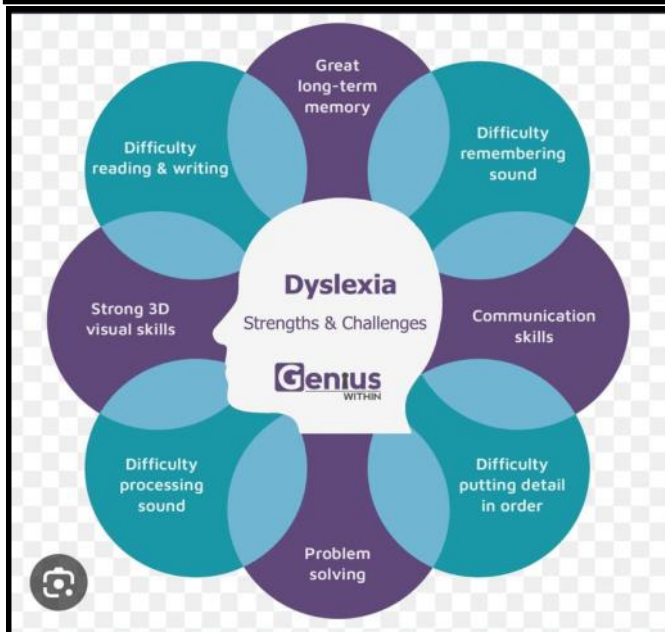 Great
long-term
memory
Difficulty
reading & writing
Difficulty
remembering
sound
Dyslexia
Strengths & Challenges
Genius
WITHIN
Strong 3D
visual skills
Communication
skills
Difficulty
processing
sound
Difficulty
putting detail
in order
Problem
solving